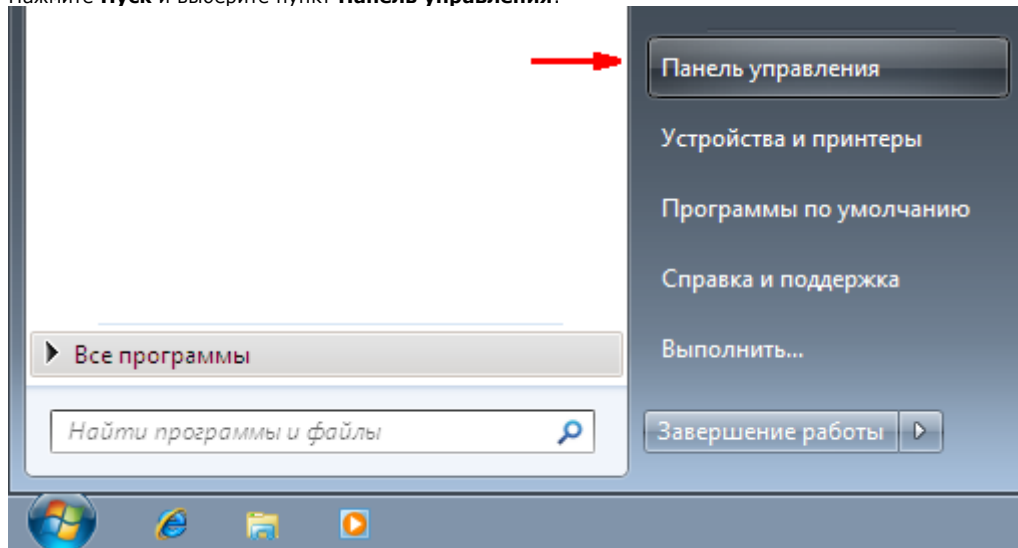 Нажмите Пуск и выберите пункт Панель управления.
Панель управления
Устройства и принтеры
Программы по умолчанию
Справка и поддержка
Все программы
Выполнить...
Найти программы и файлы
Завершение работы